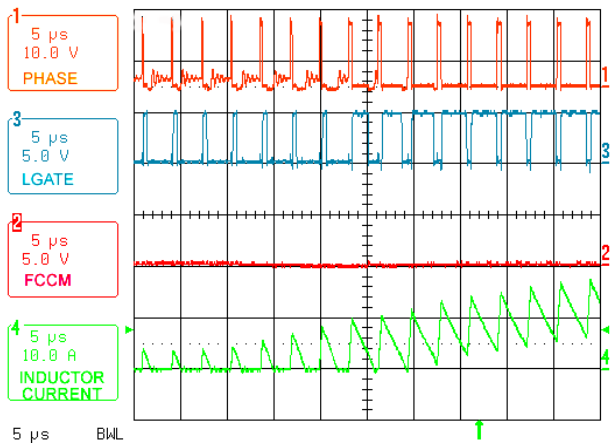 1
5 µs
10.0 V
PHASE
1
3
5 µs
5.0 V
LGATE
3
2
5 µs
5.0 V
FCCM
2
4
5 µs
10.0 A
INDUCTOR
CURRENT
4
5 µs BWL